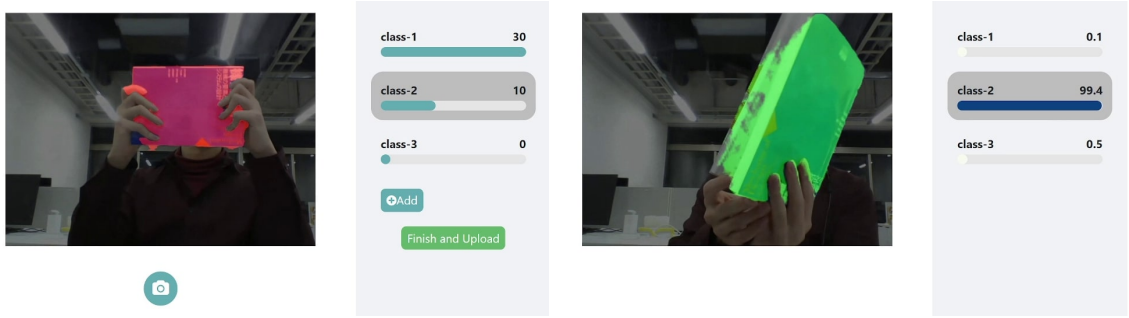 class-1 30
class-2 10
class-3 0
Add
Finish and Upload
class-1 0.1
class-2 99.4
class-3 0.5